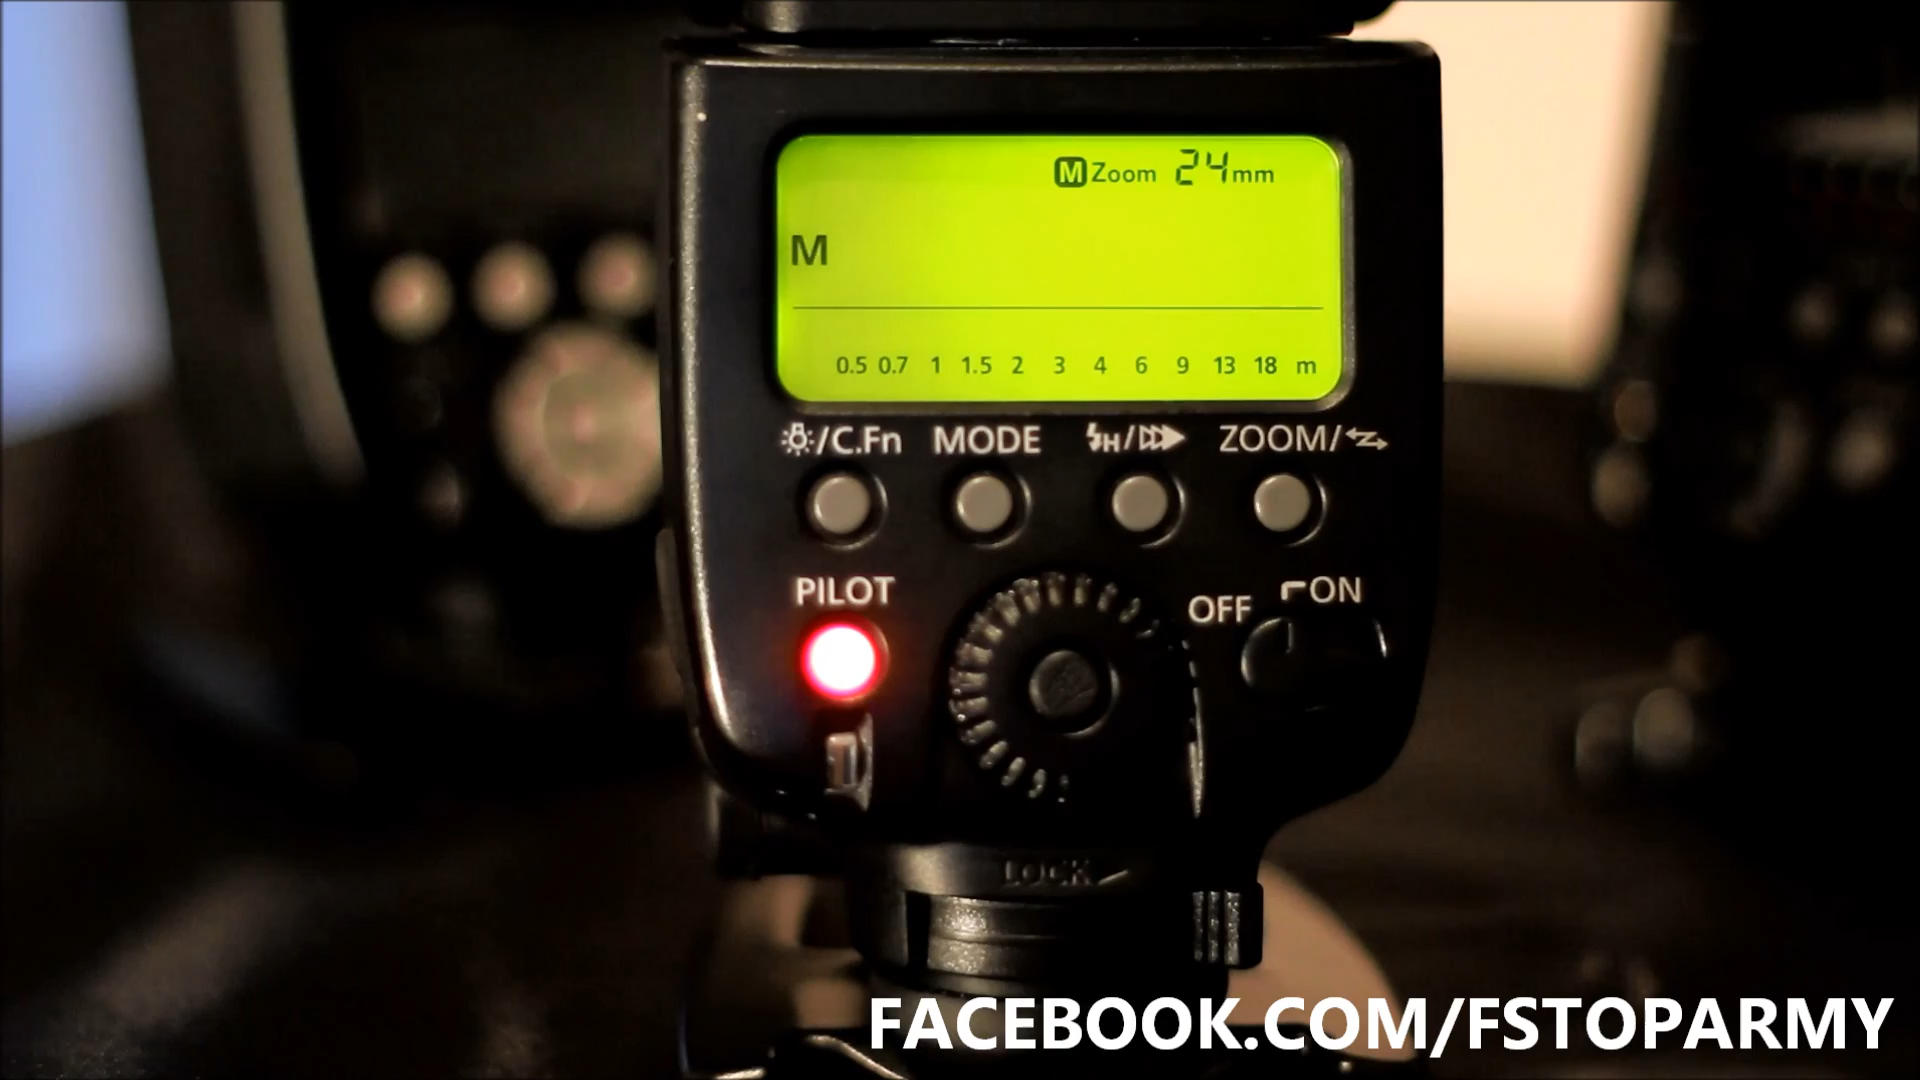 M Zoom 24mm
M
0.5 0.7 1 1.5 2 3 4 6 9 13 18 m
/C.Fn MODE H/ ZOOM/
PILOT
OFF ON
LOCK
FACEBOOK.COM/FSTOPARMY